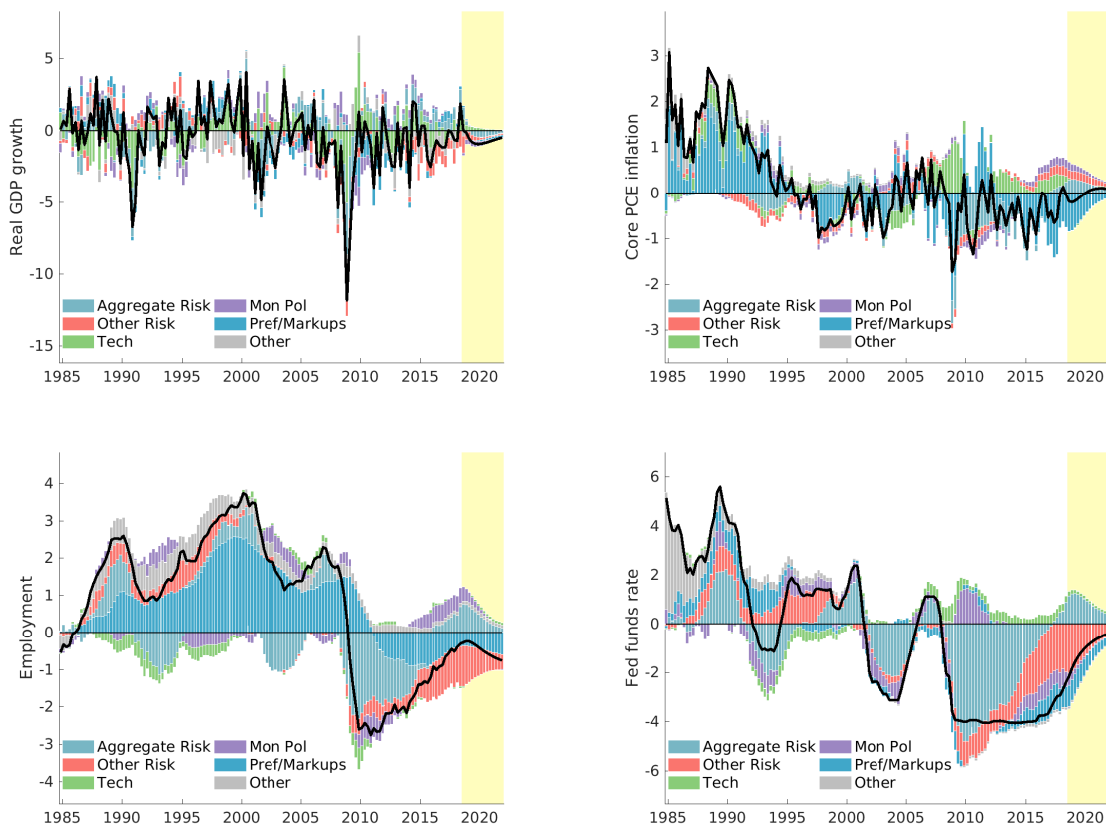 Real GDP growth
5
0
-5
-10
-15
Aggregate Risk Mon Pol
Other Risk Pref/Markups
Tech Other
1985 1990 1995 2000 2005 2010 2015 2020
Core PCE inflation
3
2
1
0
-1
-2
-3
Aggregate Risk Mon Pol
Other Risk Pref/Markups
Tech Other
1985 1990 1995 2000 2005 2010 2015 2020
Employment
4
3
2
1
0
-1
-2
-3
-4
Aggregate Risk Mon Pol
Other Risk Pref/Markups
Tech Other
1985 1990 1995 2000 2005 2010 2015 2020
Fed funds rate
6
4
2
0
-2
-4
-6
Aggregate Risk Mon Pol
Other Risk Pref/Markups
Tech Other
1985 1990 1995 2000 2005 2010 2015 2020